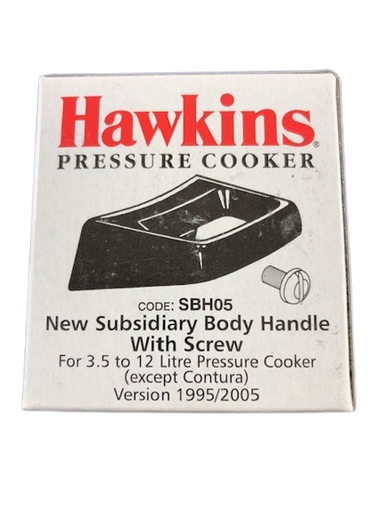 Hawkins®
PRESSURE COOKER
CODE: SBH05
New Subsidiary Body Handle
With Screw
For 3.5 to 12 Litre Pressure Cooker
(except Contura)
Version 1995/2005